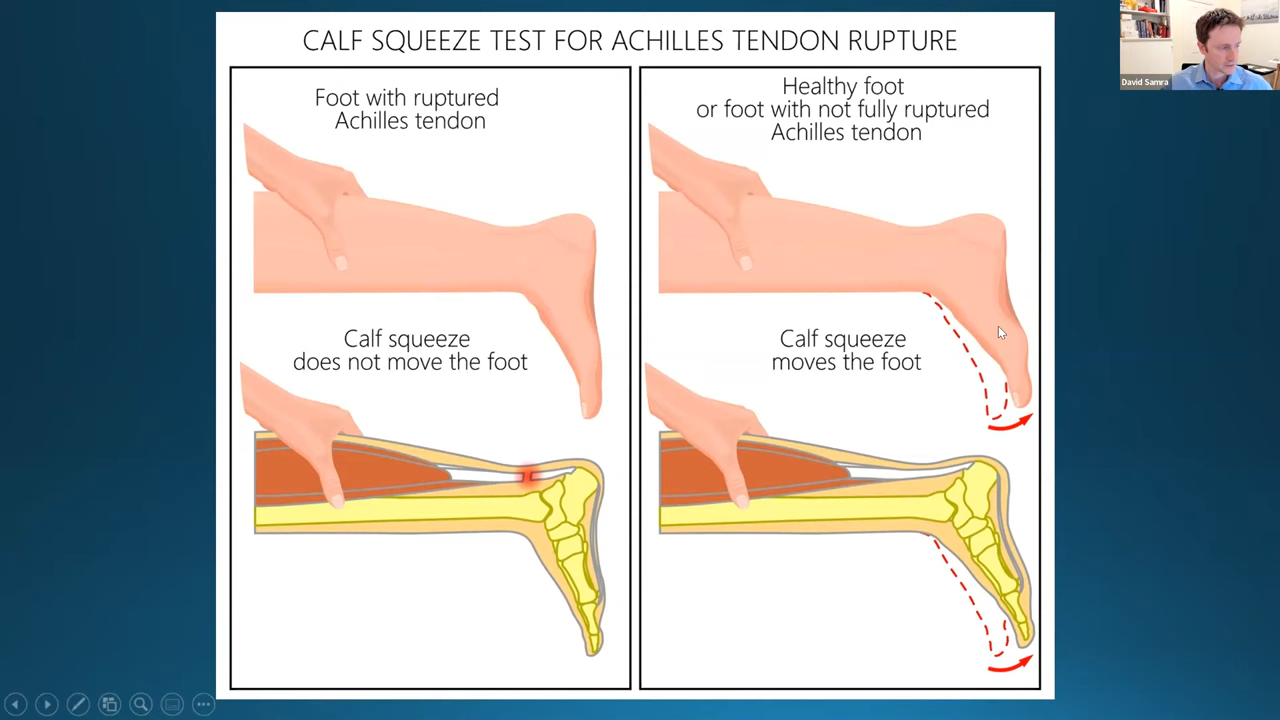 CALF SQUEEZE TEST FOR ACHILLES TENDON RUPTURE
Foot with ruptured
Achilles tendon
Calf squeeze
does not move the foot
Healthy foot
or foot with not fully ruptured
Achilles tendon
Calf squeeze
moves the foot
David Samra